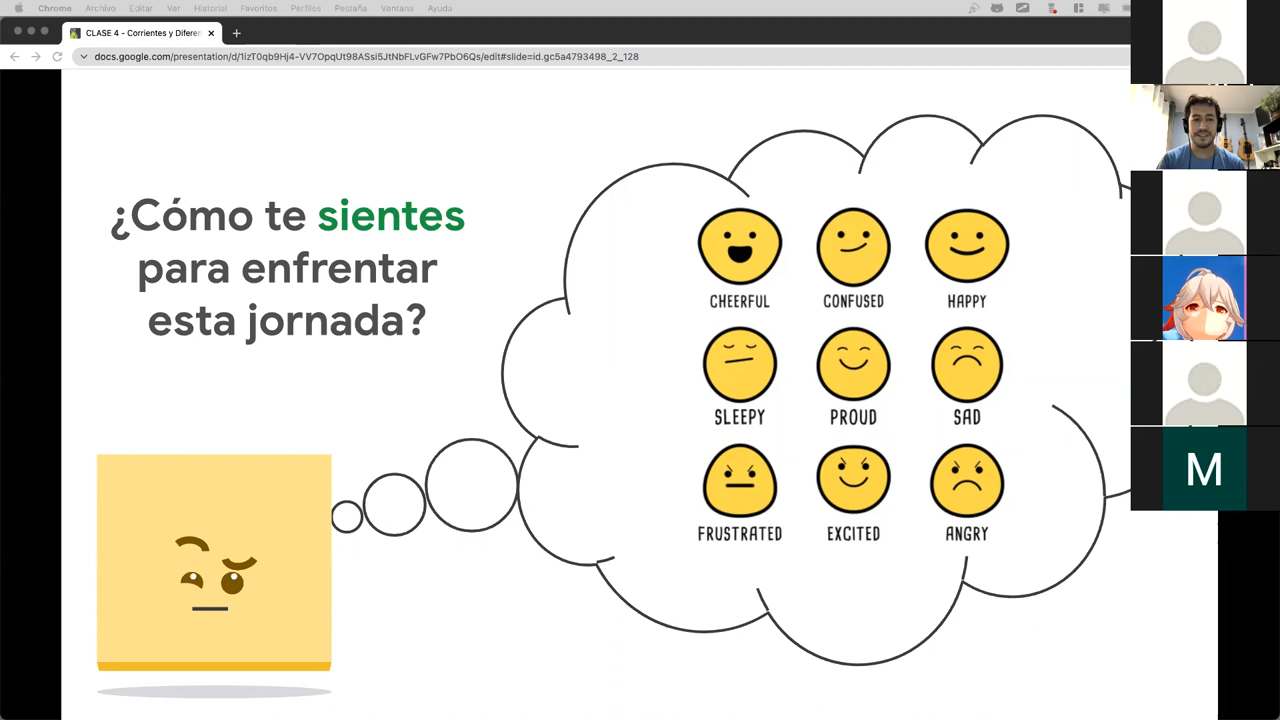 Chrome Archivo Editar Ver Historial Favoritos Perfiles Pestaña Ventana Ayuda
CLASE 4 - Corrientes y Diferen
docs.google.com/presentation/d/1izT0qb9Hj4-VV7OpqUt98ASsi5JtNbFLvGFw7PbO6Qs/edit#slide=id.gc5a4793498_2_128
¿Cómo te sientes
para enfrentar
esta jornada?
CHEERFUL CONFUSED HAPPY
SLEEPY PROUD SAD
FRUSTRATED EXCITED ANGRY
M